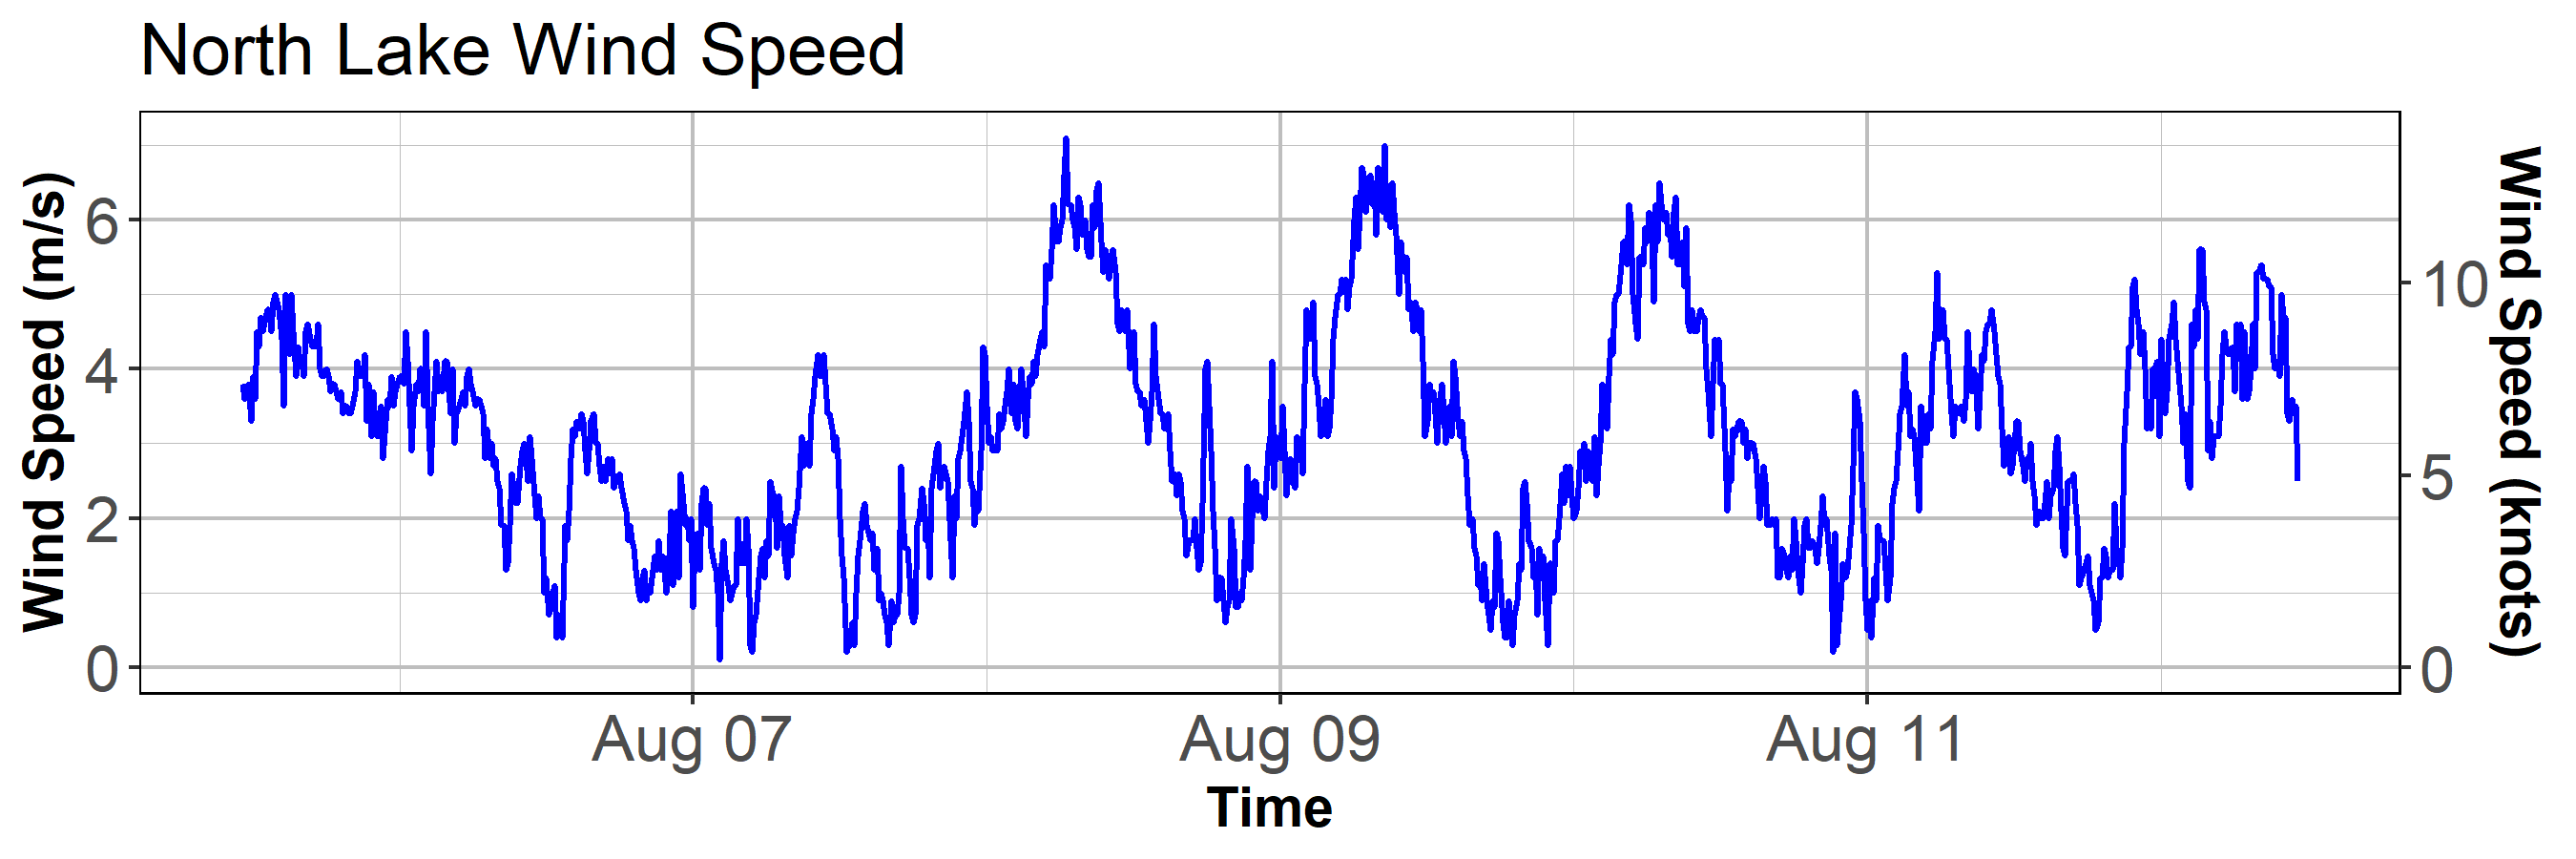 North Lake Wind Speed
Wind Speed (m/s)
6
4
2
0
Wind Speed (knots)
10
5
0
Aug 07 Aug 09 Aug 11
Time